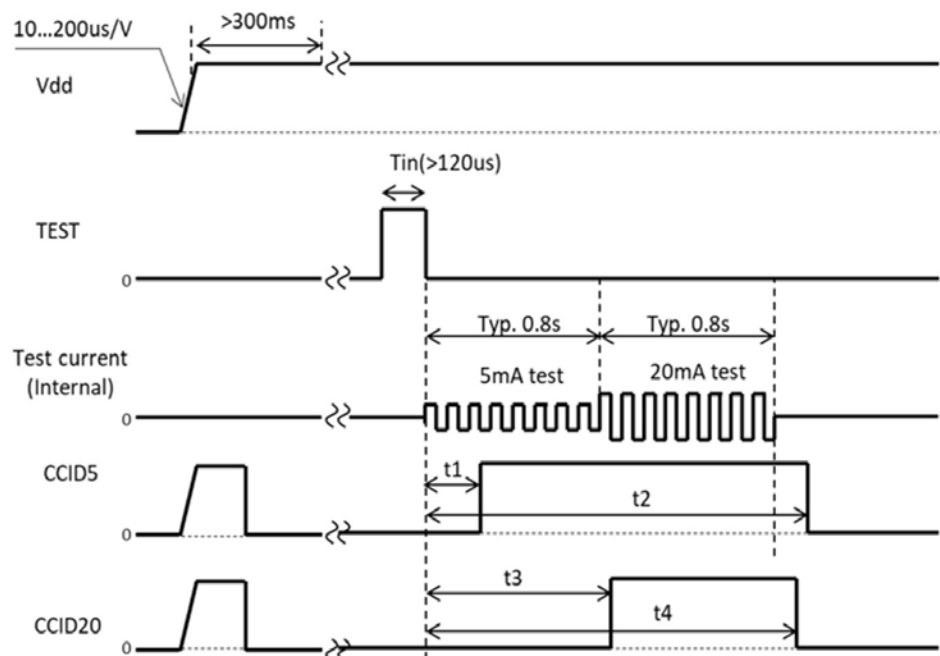 10...200us/V
>300ms
Vdd
Tin(>120us)
TEST
0
Typ. 0.8s
Typ. 0.8s
Test current
(Internal)
5mA test
20mA test
0
CCID5
t1
t2
0
t3
CCID20
t4
0